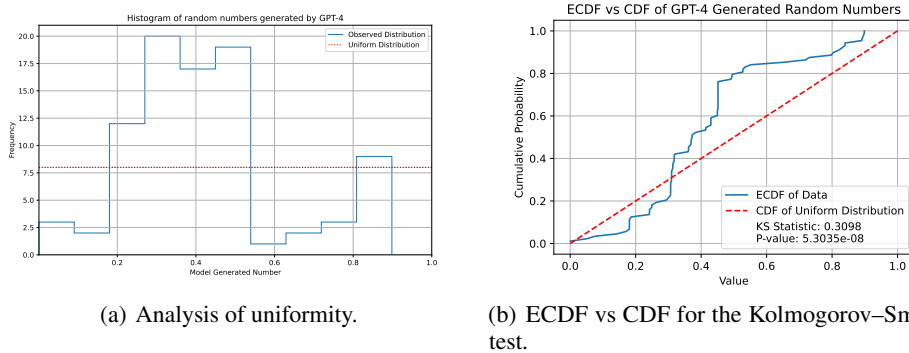 Histogram of random numbers generated by GPT-4
20.0
17.5
15.0
12.5
10.0
7.5
5.0
2.5
0.0
Frequency
0.2
0.4
0.6
0.8
1.0
Model Generated Number
Observed Distribution
Uniform Distribution
(a) Analysis of uniformity.
ECDF vs CDF of GPT-4 Generated Random Numbers
1.0
0.8
0.6
0.4
0.2
0.0
Cumulative Probability
0.0
0.2
0.4
0.6
0.8
1.0
Value
ECDF of Data
CDF of Uniform Distribution
KS Statistic: 0.3098
P-value: 5.3035e-08
(b) ECDF vs CDF for the Kolmogorov–Sm
test.